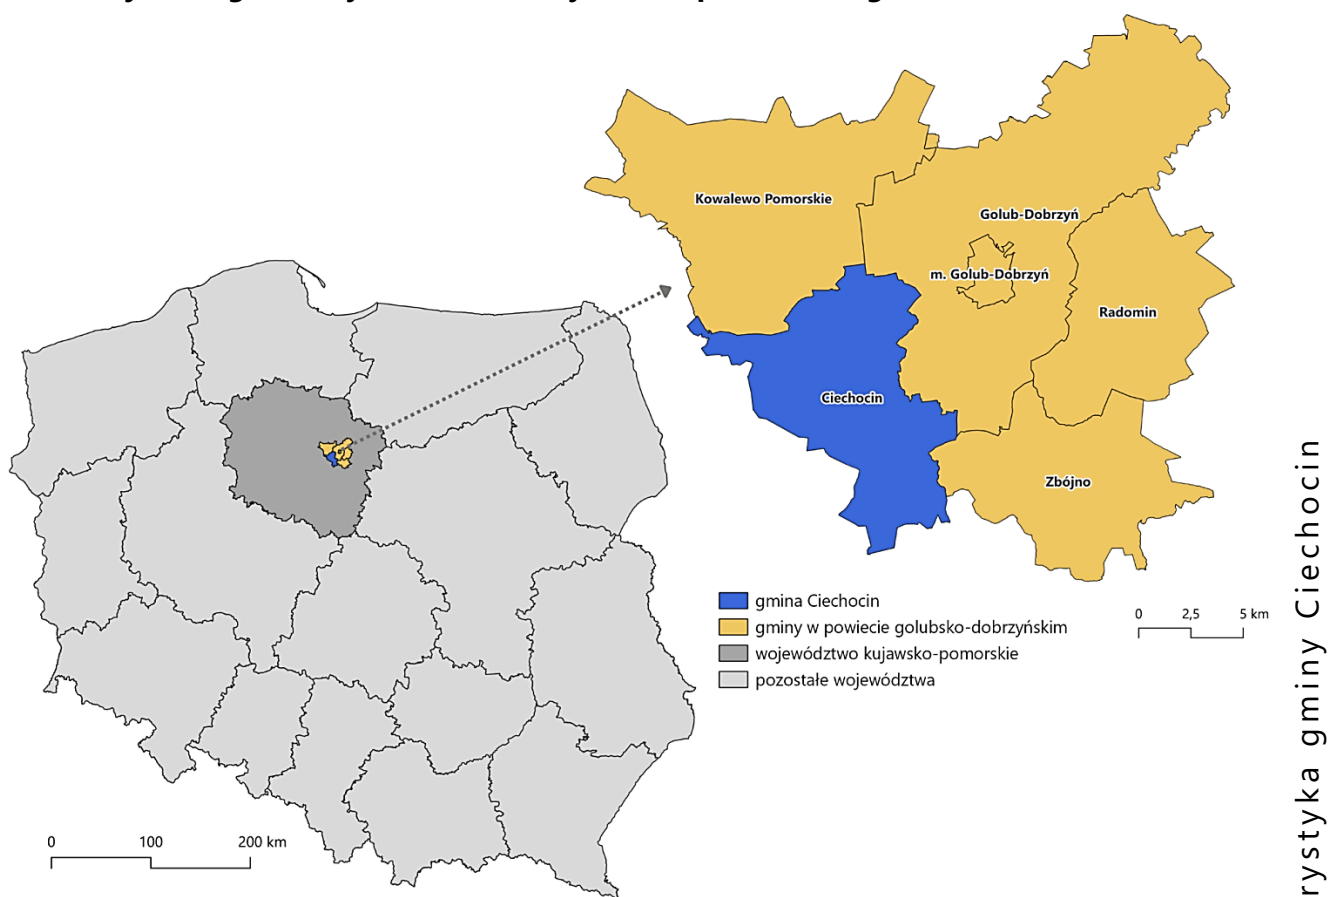 Kowalewo Pomorskie
Golub-Dobrzyń
m. Golub-Dobrzyń
Radomin
Ciechocin
Zbójno
gmina Ciechocin
gminy w powiecie golubsko-dobrzyńskim
województwo kujawsko-pomorskie
pozostałe województwa
0 2,5 5 km
0 100 200 km
rystyka gminy Ciechocin